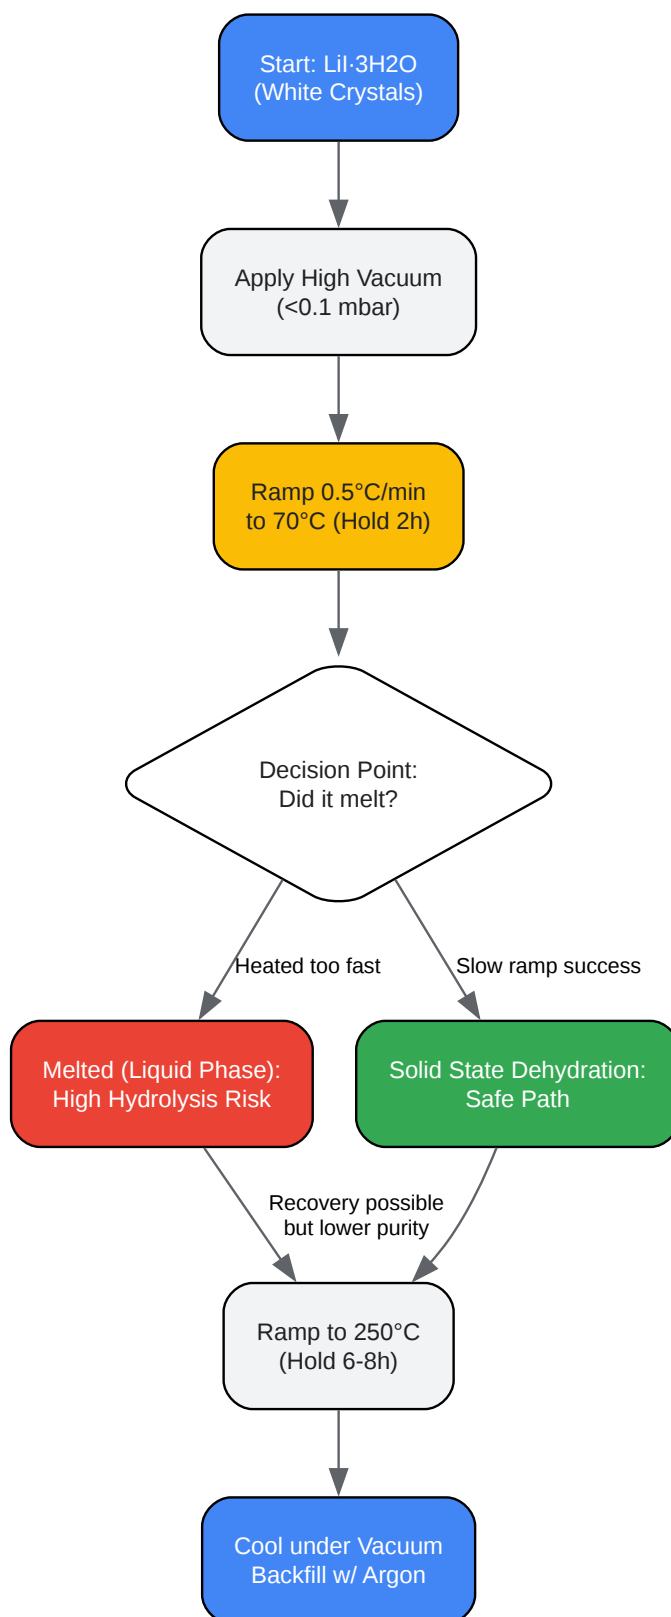 Start: LiI·3H2O
(White Crystals)
Apply High Vacuum
(<0.1 mbar)
Ramp 0.5°C/min
to 70°C (Hold 2h)
Decision Point:
Did it melt?
Heated too fast
Slow ramp success
Melted (Liquid Phase):
High Hydrolysis Risk
Solid State Dehydration:
Safe Path
Recovery possible
but lower purity
Ramp to 250°C
(Hold 6-8h)
Cool under Vacuum
Backfill w/ Argon